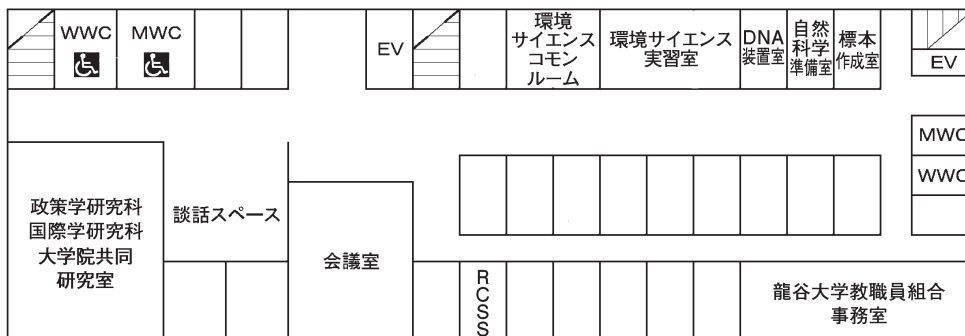 WWC
MWC
EV
環境
サイエンス
コモン
ルーム
環境サイエンス
実習室
DNA
装置室
自然
科学
準備室
標本
作成室
EV
MWC
WWC
政策学研究科
国際学研究科
大学院共同
研究室
談話スペース
会議室
RCSS
龍谷大学教職員組合
事務室